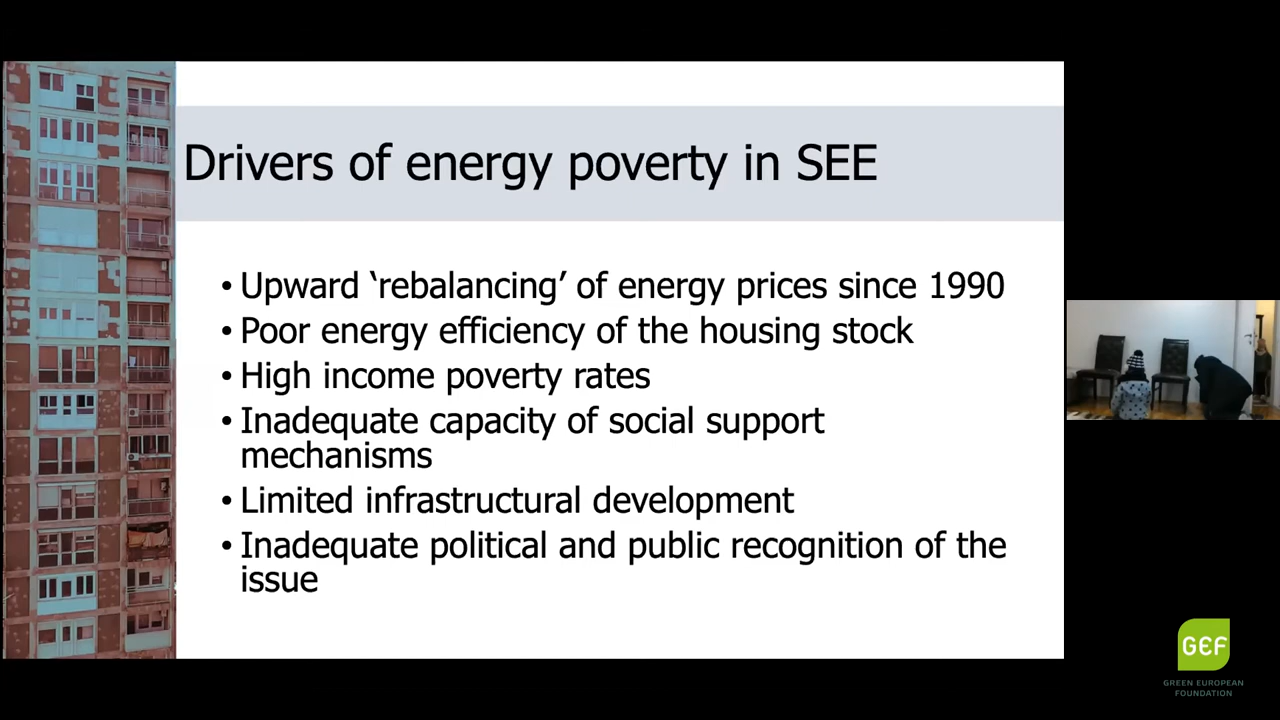 Drivers of energy poverty in SEE
• Upward ‘rebalancing’ of energy prices since 1990
• Poor energy efficiency of the housing stock
• High income poverty rates
• Inadequate capacity of social support
mechanisms
• Limited infrastructural development
• Inadequate political and public recognition of the
issue
GEF
GREEN EUROPEAN
FOUNDATION